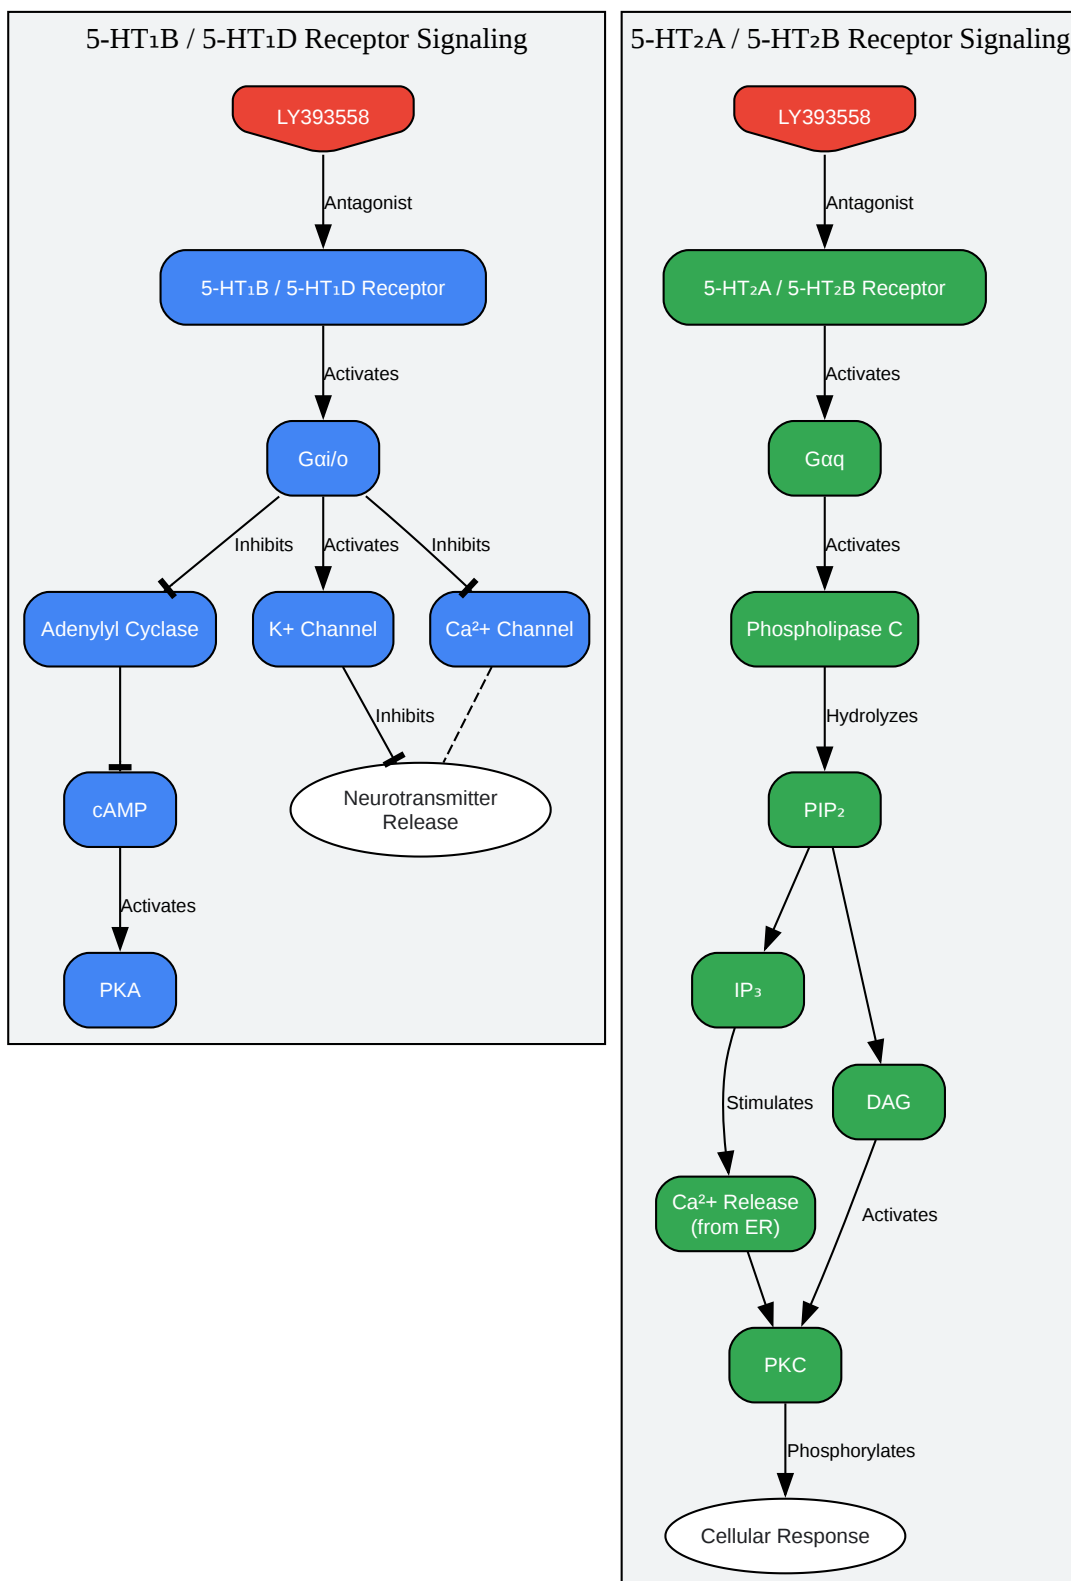 5-HT₁B / 5-HT₁D Receptor Signaling
LY393558
Antagonist
5-HT₁B / 5-HT₁D Receptor
Activates
Gαi/o
Inhibits
Activates
Inhibits
Adenylyl Cyclase
K+ Channel
Ca²+ Channel
Inhibits
cAMP
Neurotransmitter
Release
Activates
PKA
5-HT₂A / 5-HT₂B Receptor Signaling
LY393558
Antagonist
5-HT₂A / 5-HT₂B Receptor
Activates
Gαq
Activates
Phospholipase C
Hydrolyzes
PIP₂
IP₃
Stimulates
DAG
Ca²+ Release
(from ER)
Activates
PKC
Phosphorylates
Cellular Response